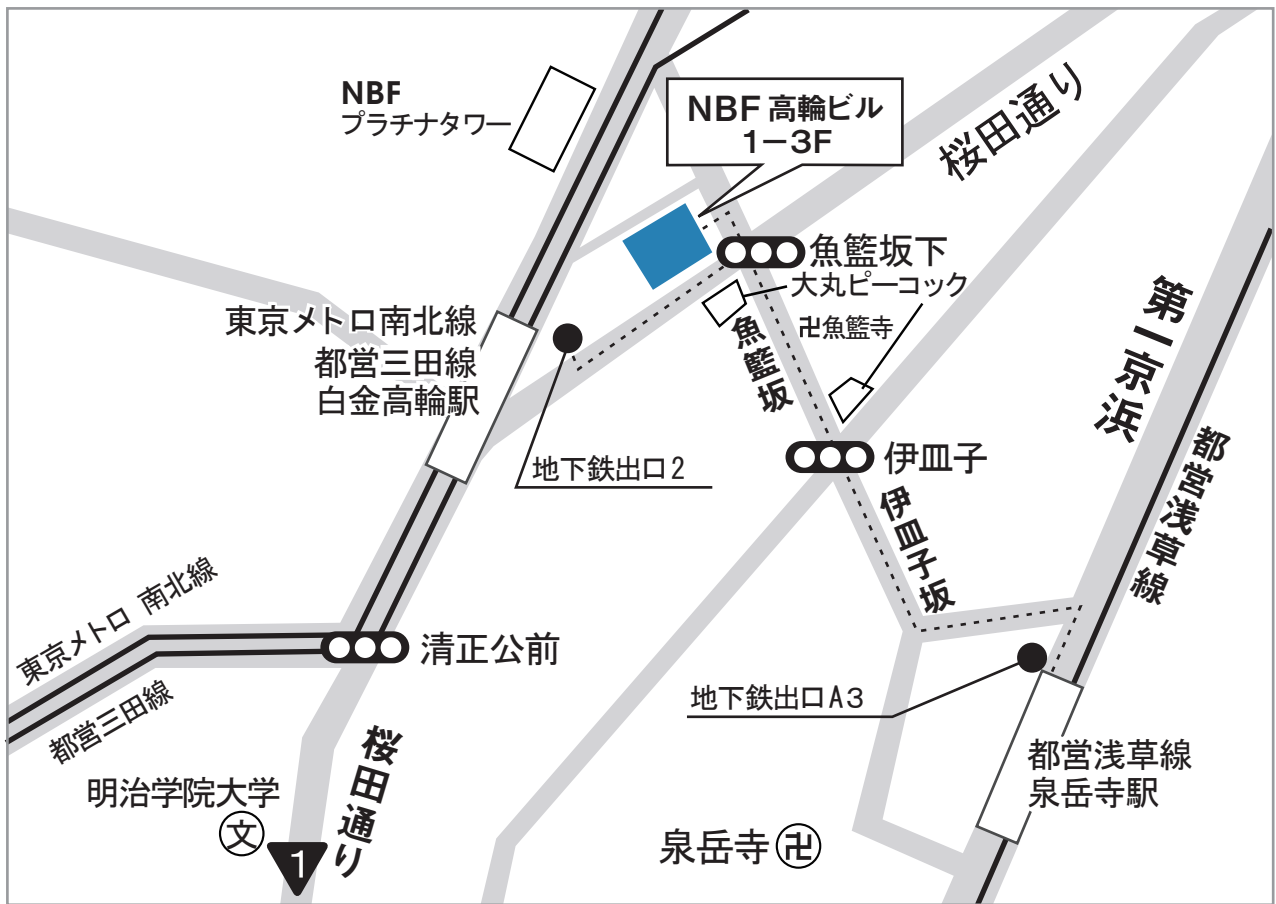 NBF
プラチナタワー
NBF 高輪ビル
1−3F
桜田通り
魚籃坂下
大丸ピーコック
卍魚籃寺
魚籃坂
東京メトロ南北線
都営三田線
白金高輪駅
地下鉄出口2
伊皿子
伊皿子坂
第一京浜
都営浅草線
東京メトロ 南北線
都営三田線
清正公前
地下鉄出口A3
都営浅草線
泉岳寺駅
桜田通り
明治学院大学
文
1
泉岳寺 卍